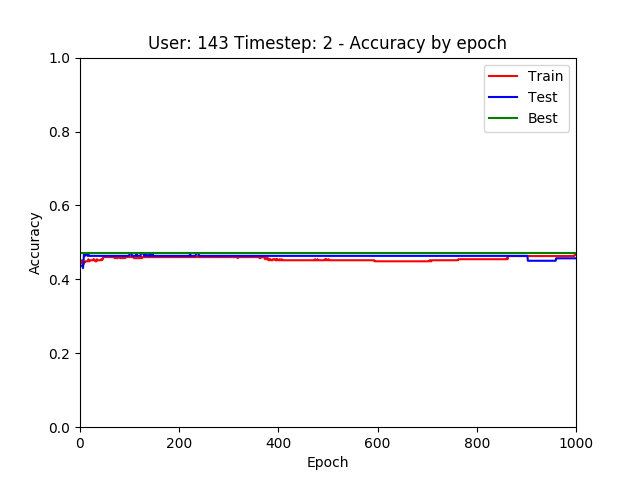 User: 143 Timestep: 2 - Accuracy by epoch
Train
Test
Best
1.0
0.8
0.6
0.4
0.2
0.0
Accuracy
0 200 400 600 800 1000
Epoch